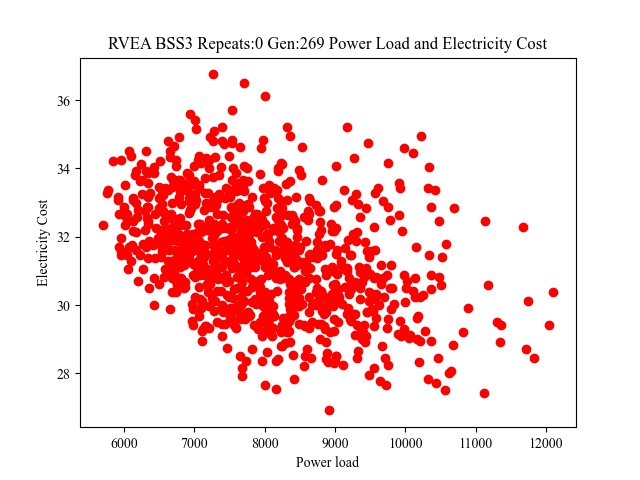 RVEA BSS3 Repeats:0 Gen:269 Power Load and Electricity Cost
36
34
32
30
28
Electricity Cost
6000 7000 8000 9000 10000 11000 12000
Power load